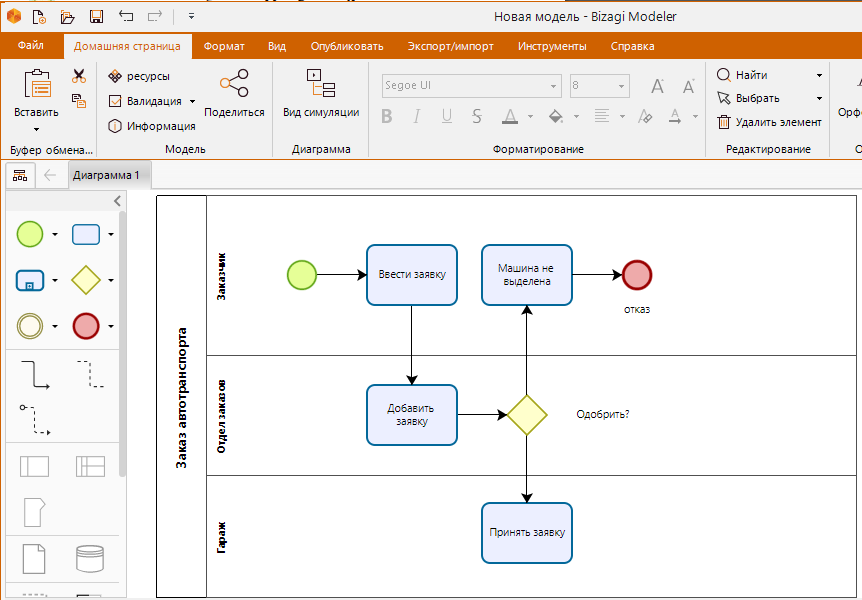 Новая модель - Bizagi Modeler
Файл
Домашняя страница
Формат
Вид
Опубликовать
Экспорт/импорт
Инструменты
Справка
Вставить
Буфер обмена...
ресурсы
Валидация
Информация
Поделиться
Модель
Вид симуляции
Диаграмма
Segoe UI
8
B I U S A
A A
A
Форматирование
Найти
Выбрать
Удалить элемент
Редактирование
Орфо
Диаграмма 1
Заказ автотранспорта
Заказчик
Ввести заявку
Машина не
выделена
отказ
Отдел заказов
Добавить
заявку
Одобрить?
Гараж
Принять заявку